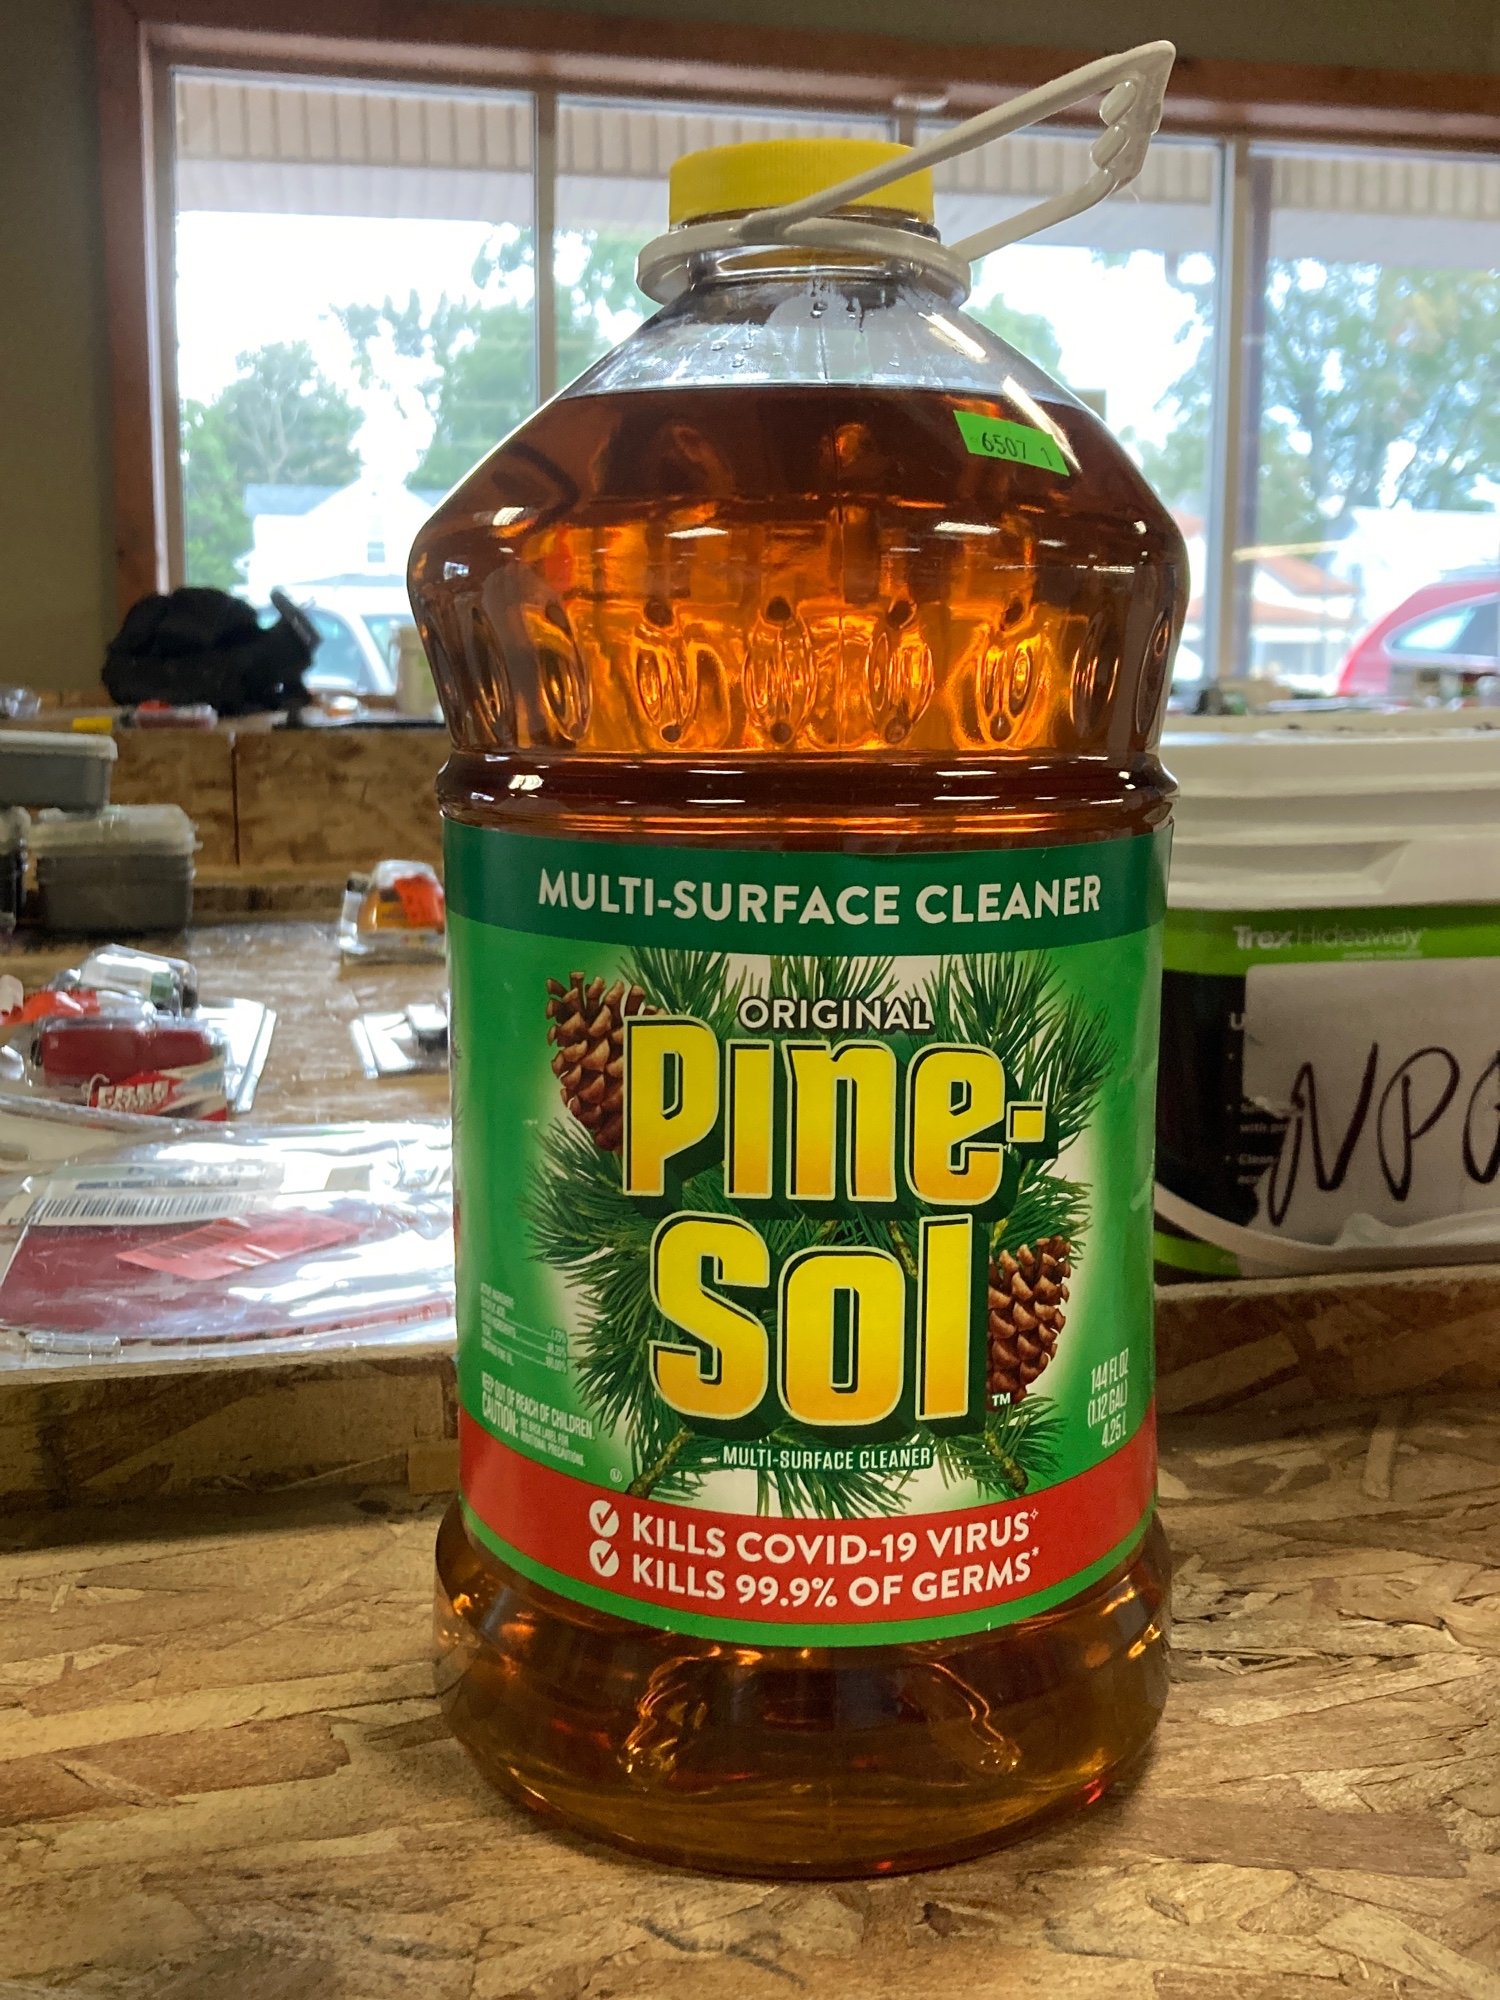 6507 1
MULTI-SURFACE CLEANER
ORIGINAL
Pine-
Sol
TM
MULTI-SURFACE CLEANER
KEEP OUT OF REACH OF CHILDREN.
CAUTION:
144 FL OZ
(1.12 GAL)
4.25 L
KILLS COVID-19 VIRUS
KILLS 99.9% OF GERMS*
Trex Hideaway
NP